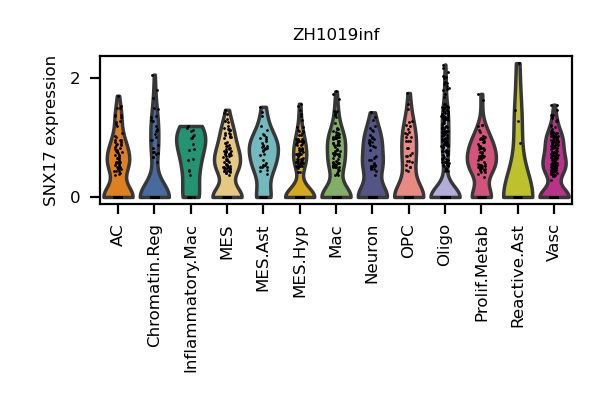 ZH1019inf
SNX17 expression
2
0
AC
Chromatin.Reg
Inflammatory.Mac
MES
MES.Ast
MES.Hyp
Mac
Neuron
OPC
Oligo
Prolif.Metab
Reactive.Ast
Vasc